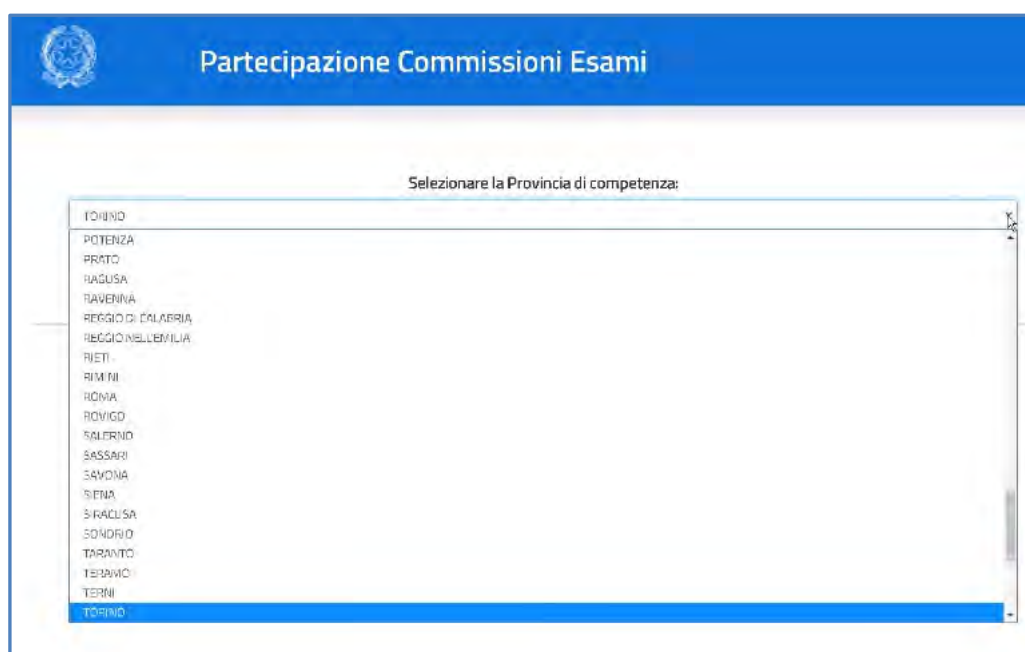 Partecipazione Commissioni Esami
Selezionare la Provincia di competenza:
TORINO
POTENZA
PRATO
RAGUSA
RAVENNA
REGGIO DI CALABRIA
REGGIO NELL'EMILIA
RIETI
RIMINI
ROMA
ROVIGO
SALERNO
SASSARI
SAVONA
SIENA
SIRACUSA
SONDRIO
TARANTO
TERAMO
TERNI
TORINO